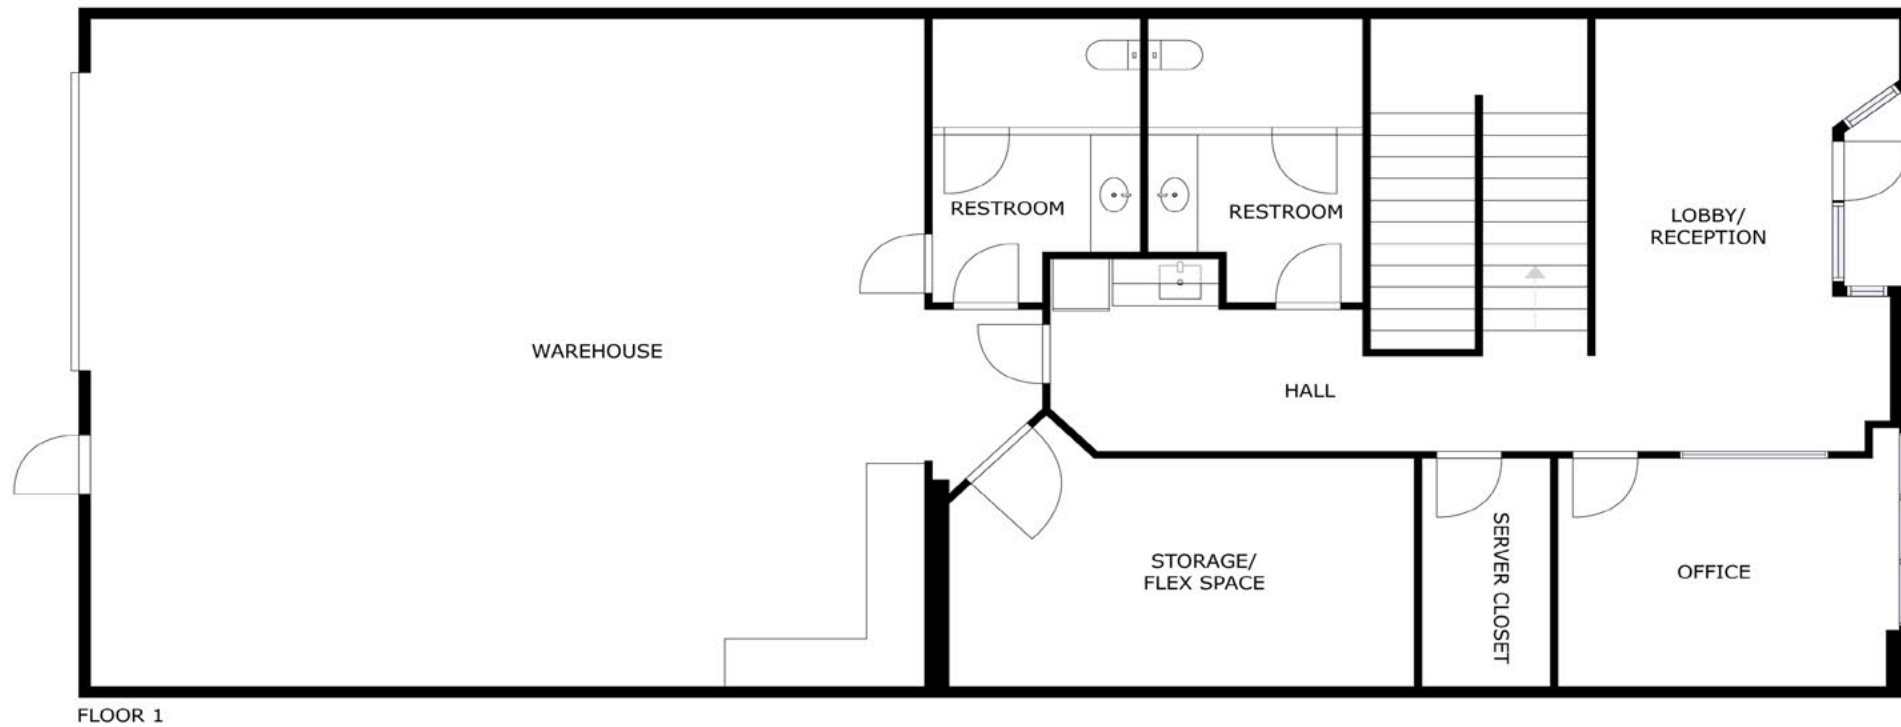 RESTROOM
RESTROOM
LOBBY/
RECEPTION
WAREHOUSE
HALL
STORAGE/
FLEX SPACE
SERVER CLOSET
OFFICE
FLOOR 1